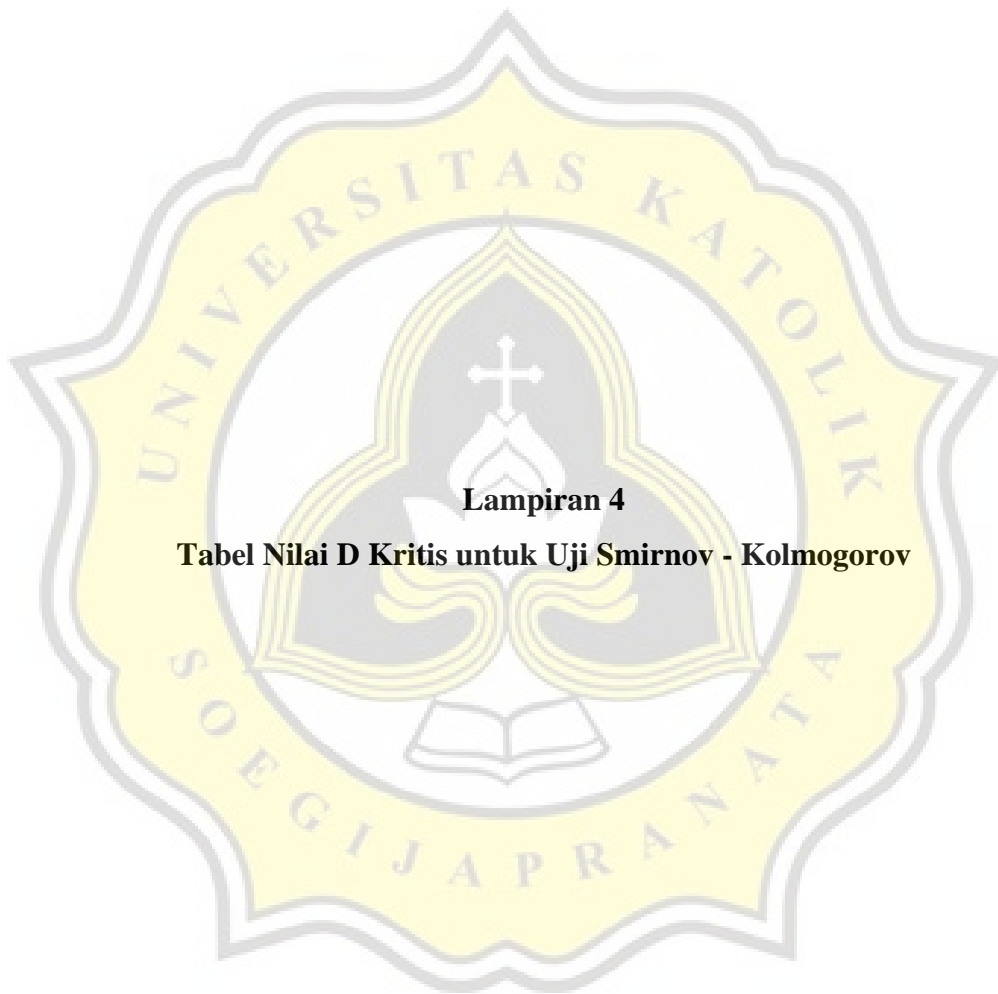 UNIVERSITAS KATOLIK
Lampiran 4
Tabel Nilai D Kritis untuk Uji Smirnov - Kolmogorov
SOEGIJAPRANATA